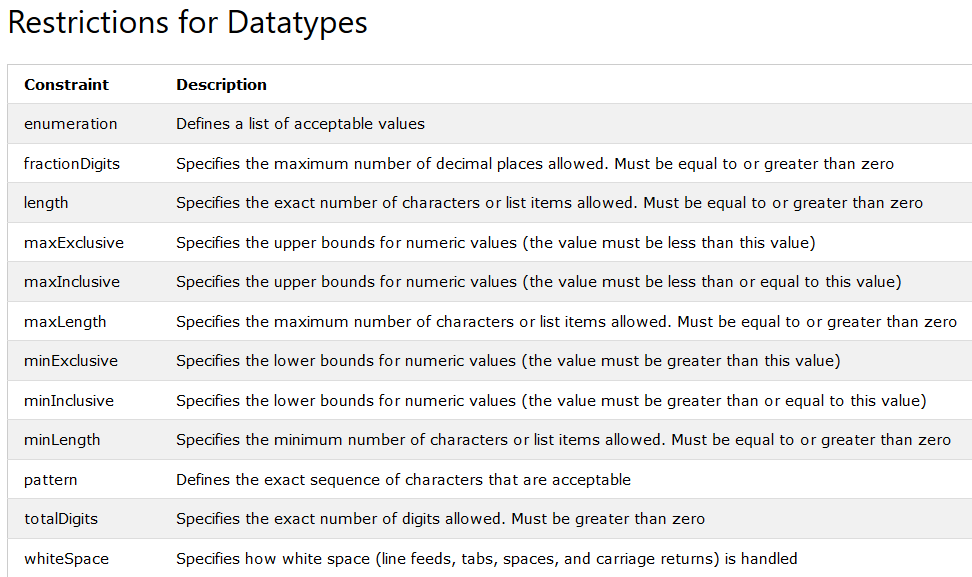 Restrictions for Datatypes
Constraint Description
enumeration Defines a list of acceptable values
fractionDigits Specifies the maximum number of decimal places allowed. Must be equal to or greater than zero
length Specifies the exact number of characters or list items allowed. Must be equal to or greater than zero
maxExclusive Specifies the upper bounds for numeric values (the value must be less than this value)
maxInclusive Specifies the upper bounds for numeric values (the value must be less than or equal to this value)
maxLength Specifies the maximum number of characters or list items allowed. Must be equal to or greater than zero
minExclusive Specifies the lower bounds for numeric values (the value must be greater than this value)
minInclusive Specifies the lower bounds for numeric values (the value must be greater than or equal to this value)
minLength Specifies the minimum number of characters or list items allowed. Must be equal to or greater than zero
pattern Defines the exact sequence of characters that are acceptable
totalDigits Specifies the exact number of digits allowed. Must be greater than zero
whiteSpace Specifies how white space (line feeds, tabs, spaces, and carriage returns) is handled